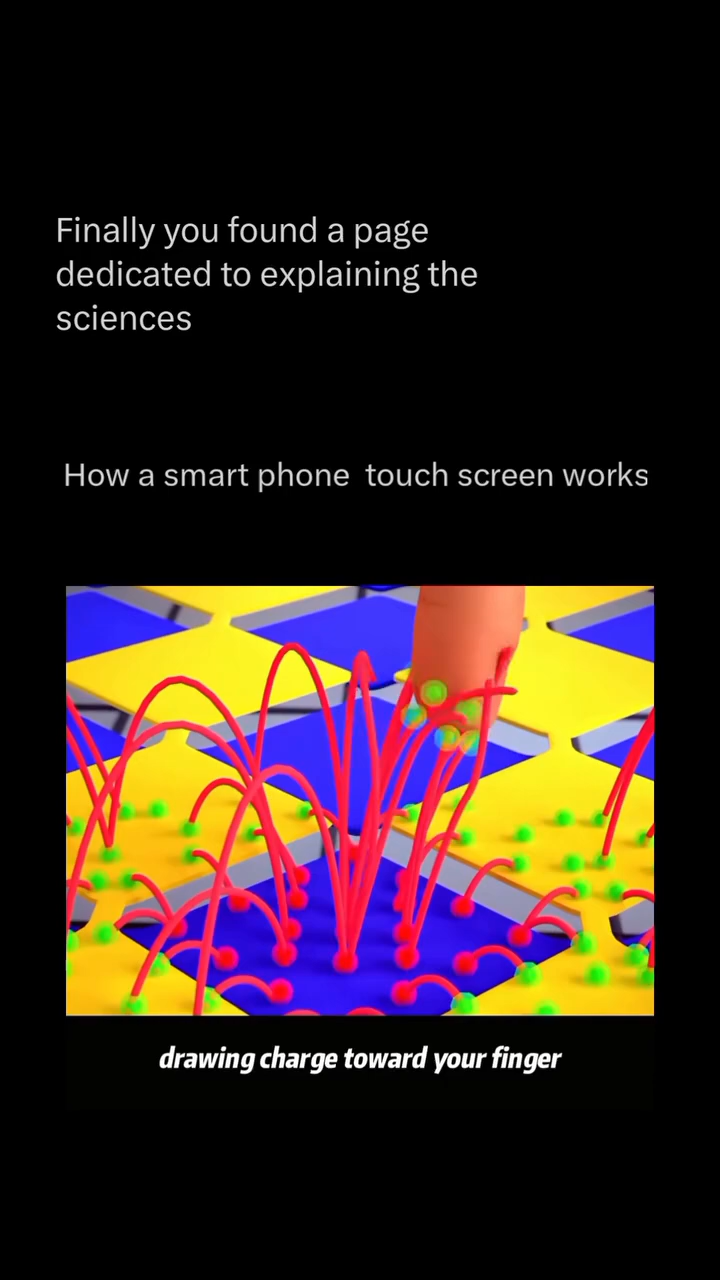 Finally you found a page
dedicated to explaining the
sciences
How a smart phone  touch screen works
drawing charge toward your finger